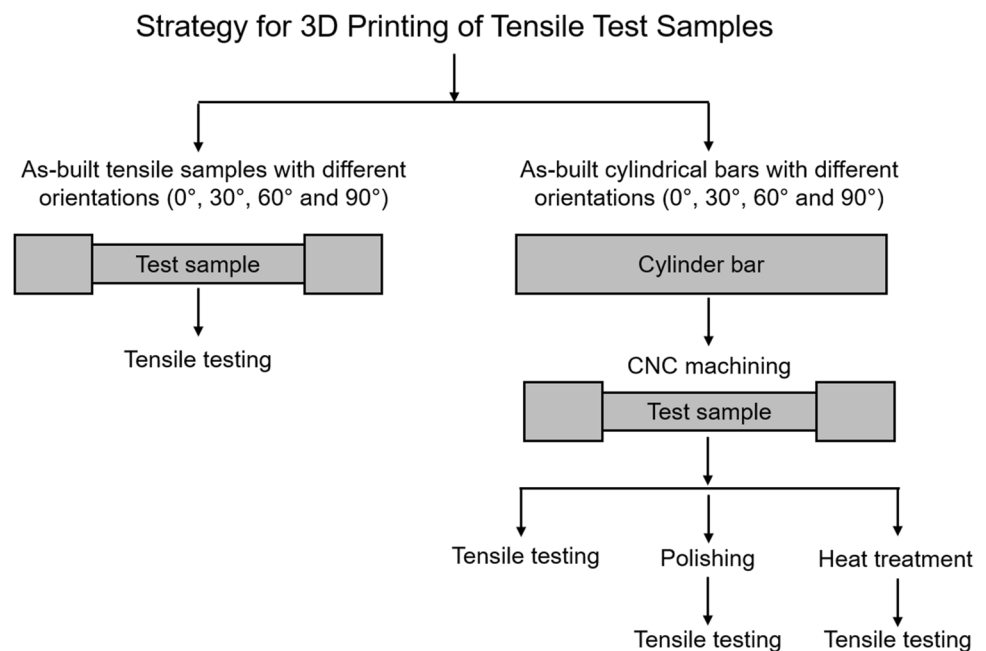 Strategy for 3D Printing of Tensile Test Samples
As-built tensile samples with different
orientations (0°, 30°, 60° and 90°)
Test sample
Tensile testing
As-built cylindrical bars with different
orientations (0°, 30°, 60° and 90°)
Cylinder bar
CNC machining
Test sample
Tensile testing
Polishing
Heat treatment
Tensile testing
Tensile testing